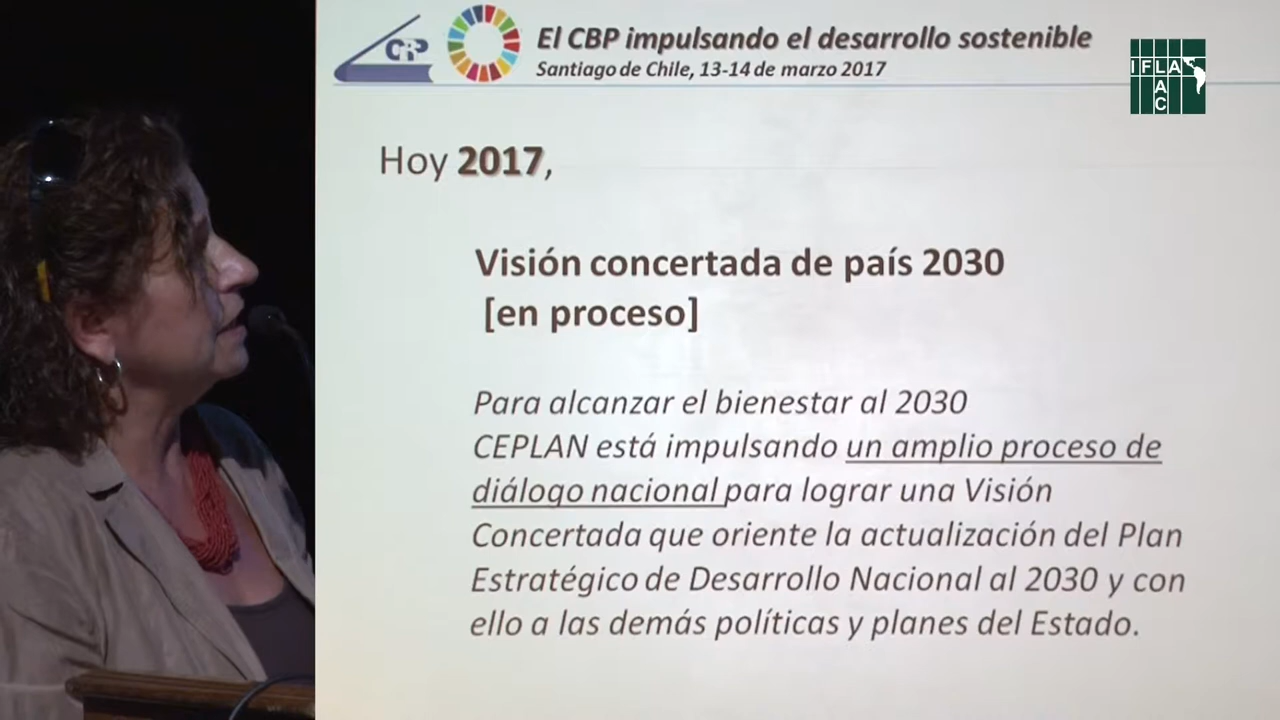 CBP
El CBP impulsando el desarrollo sostenible
Santiago de Chile, 13-14 de marzo 2017
IFLA
LAC
Hoy 2017,
Visión concertada de país 2030
[en proceso]
Para alcanzar el bienestar al 2030
CEPLAN está impulsando un amplio proceso de
diálogo nacional para lograr una Visión
Concertada que oriente la actualización del Plan
Estratégico de Desarrollo Nacional al 2030 y con
ello a las demás políticas y planes del Estado.